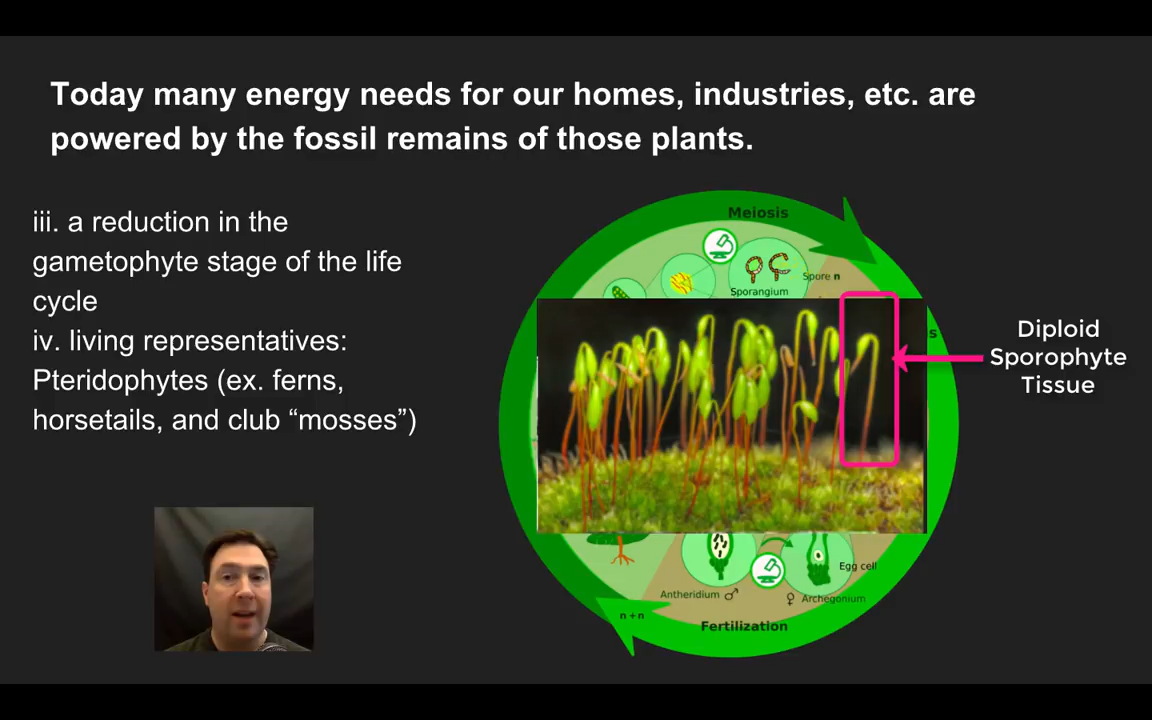 Today many energy needs for our homes, industries, etc. are
powered by the fossil remains of those plants.
iii. a reduction in the
gametophyte stage of the life
cycle
iv. living representatives:
Pteridophytes (ex. ferns,
horsetails, and club “mosses”)
Meiosis
Spore n
Sporangium
Diploid
Sporophyte
Tissue
Egg cell
Antheridium ♂
♀ Archegonium
n + n
Fertilization